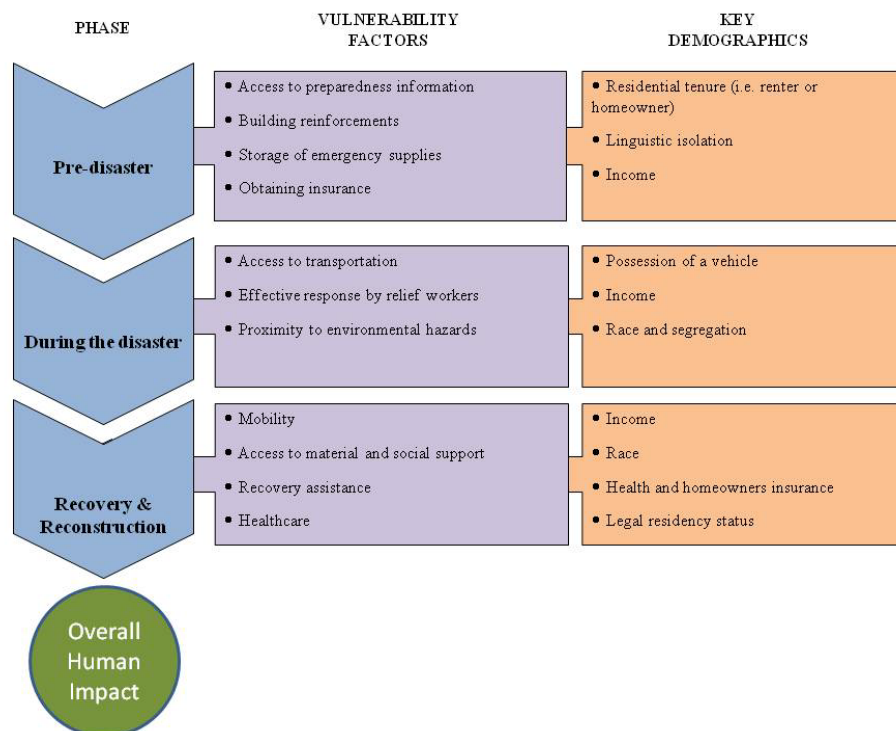 PHASE
VULNERABILITY
FACTORS
KEY
DEMOGRAPHICS
Pre-disaster
• Access to preparedness information
• Building reinforcements
• Storage of emergency supplies
• Obtaining insurance
• Residential tenure (i.e. renter or
homeowner)
• Linguistic isolation
• Income
During the disaster
• Access to transportation
• Effective response by relief workers
• Proximity to environmental hazards
• Possession of a vehicle
• Income
• Race and segregation
Recovery &
Reconstruction
• Mobility
• Access to material and social support
• Recovery assistance
• Healthcare
• Income
• Race
• Health and homeowners insurance
• Legal residency status
Overall
Human
Impact